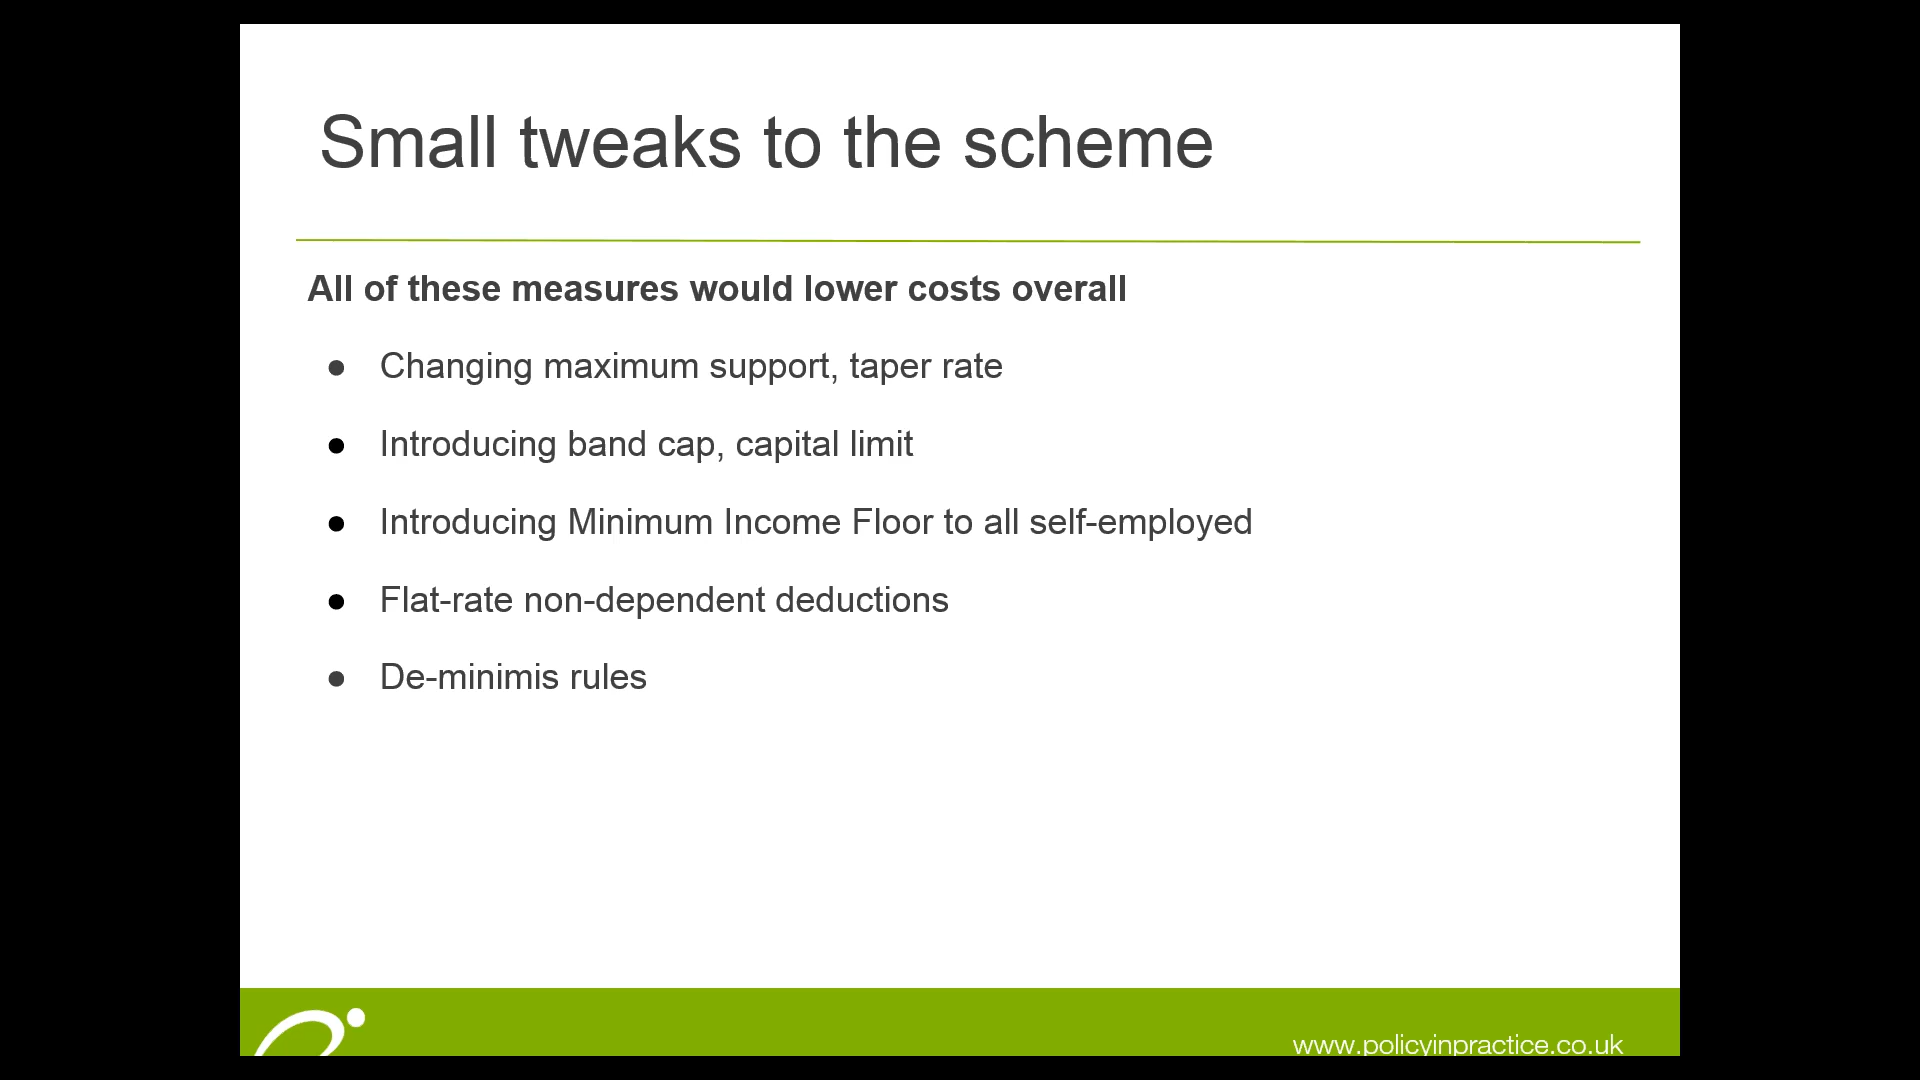 Small tweaks to the scheme
All of these measures would lower costs overall
● Changing maximum support, taper rate
● Introducing band cap, capital limit
● Introducing Minimum Income Floor to all self-employed
● Flat-rate non-dependent deductions
● De-minimis rules
www.policyinpractice.co.uk